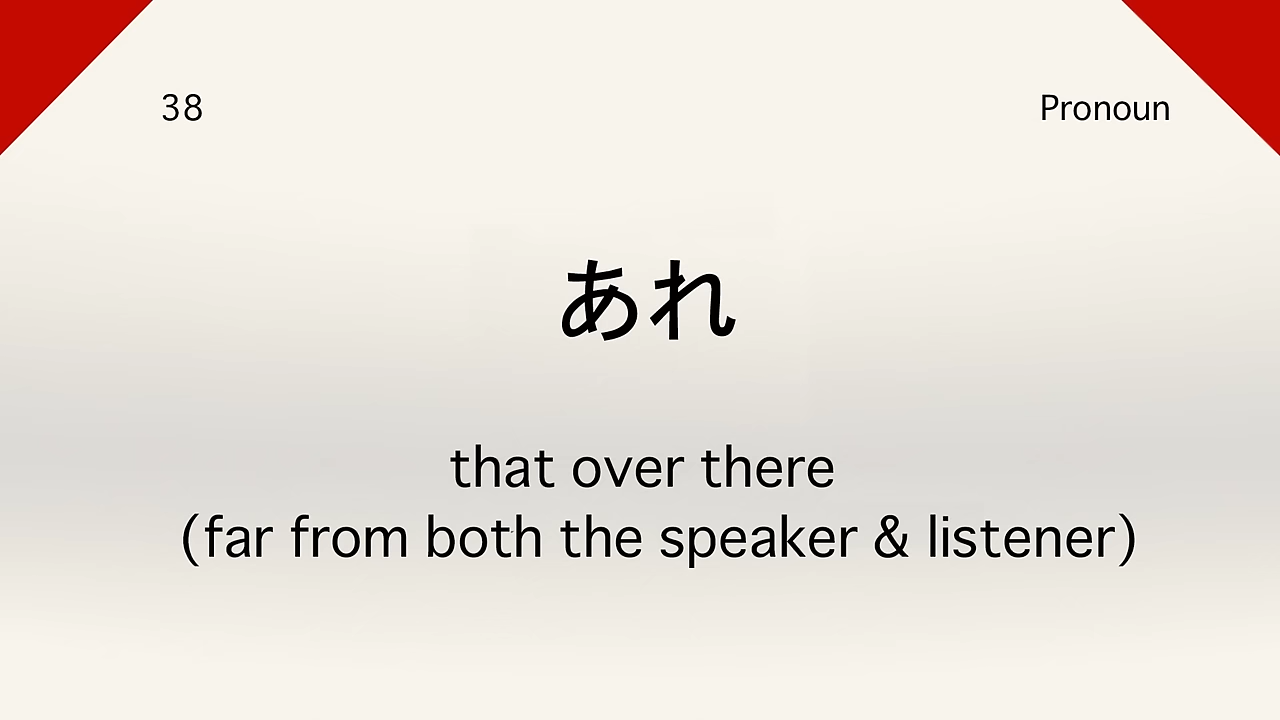 38
Pronoun
あれ
that over there
(far from both the speaker & listener)